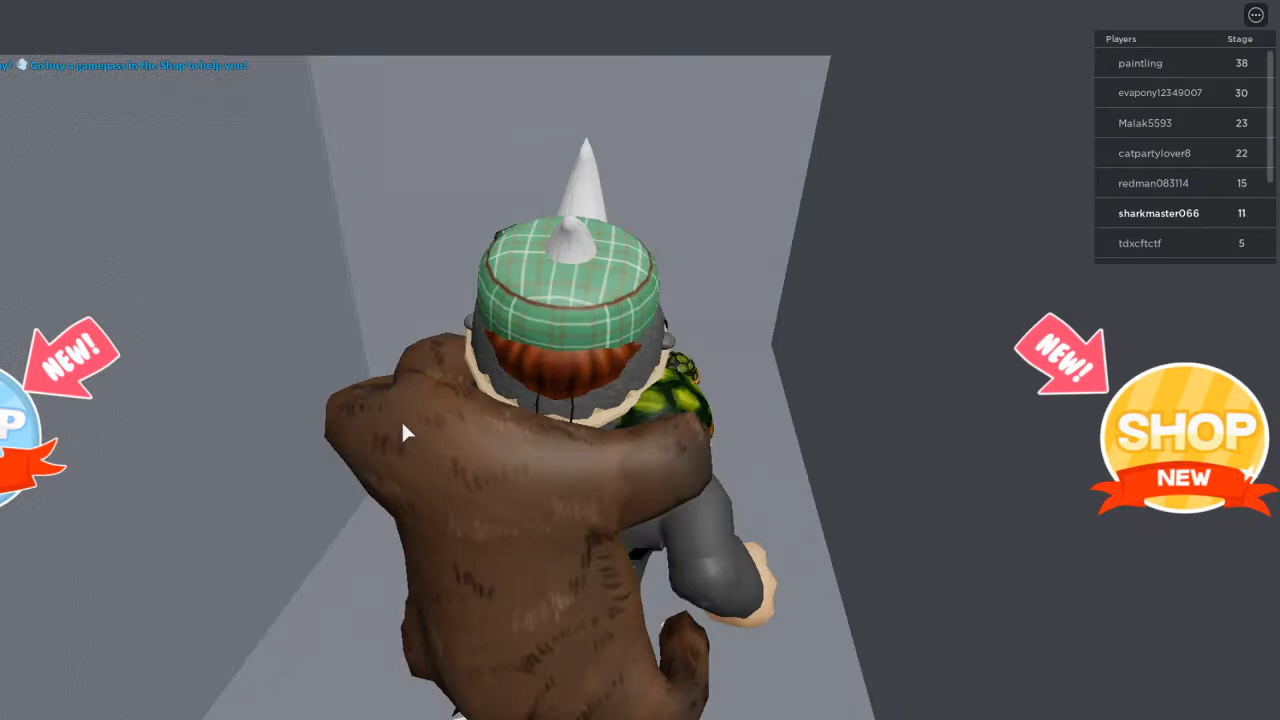 Players Stage
y? 💨 Go buy a gamepass in the Shop to help you!
paintling 38
evapony12349007 30
Malak5593 23
catpartylover8 22
redman083114 15
sharkmaster066 11
tdxcftctf 5
NEW!
NEW!
P
SHOP
NEW